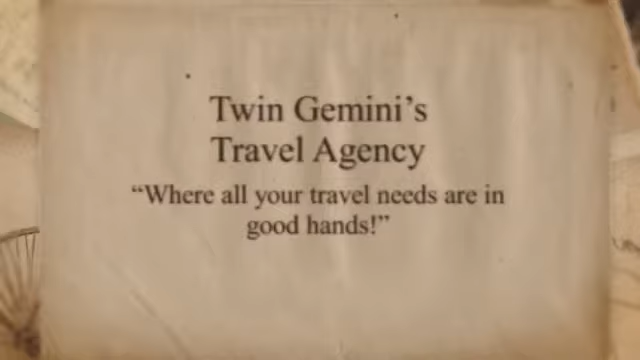 Twin Gemini’s
Travel Agency
“Where all your travel needs are in
good hands!”